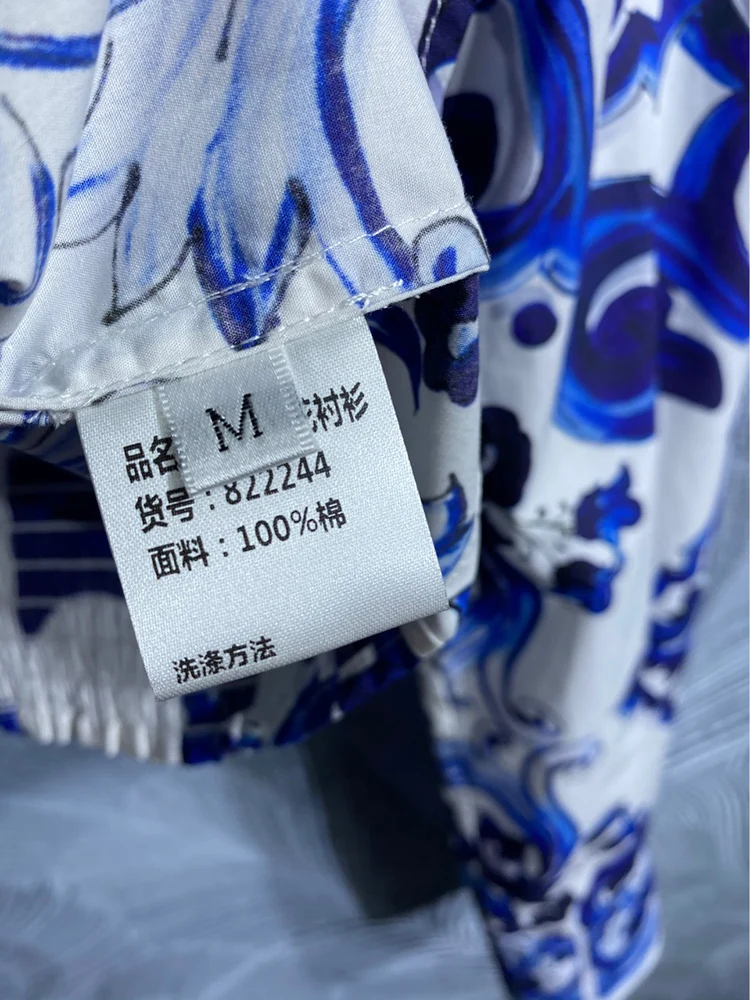 M
品名
衬衫
货号：822244
面料：100%棉
洗涤方法